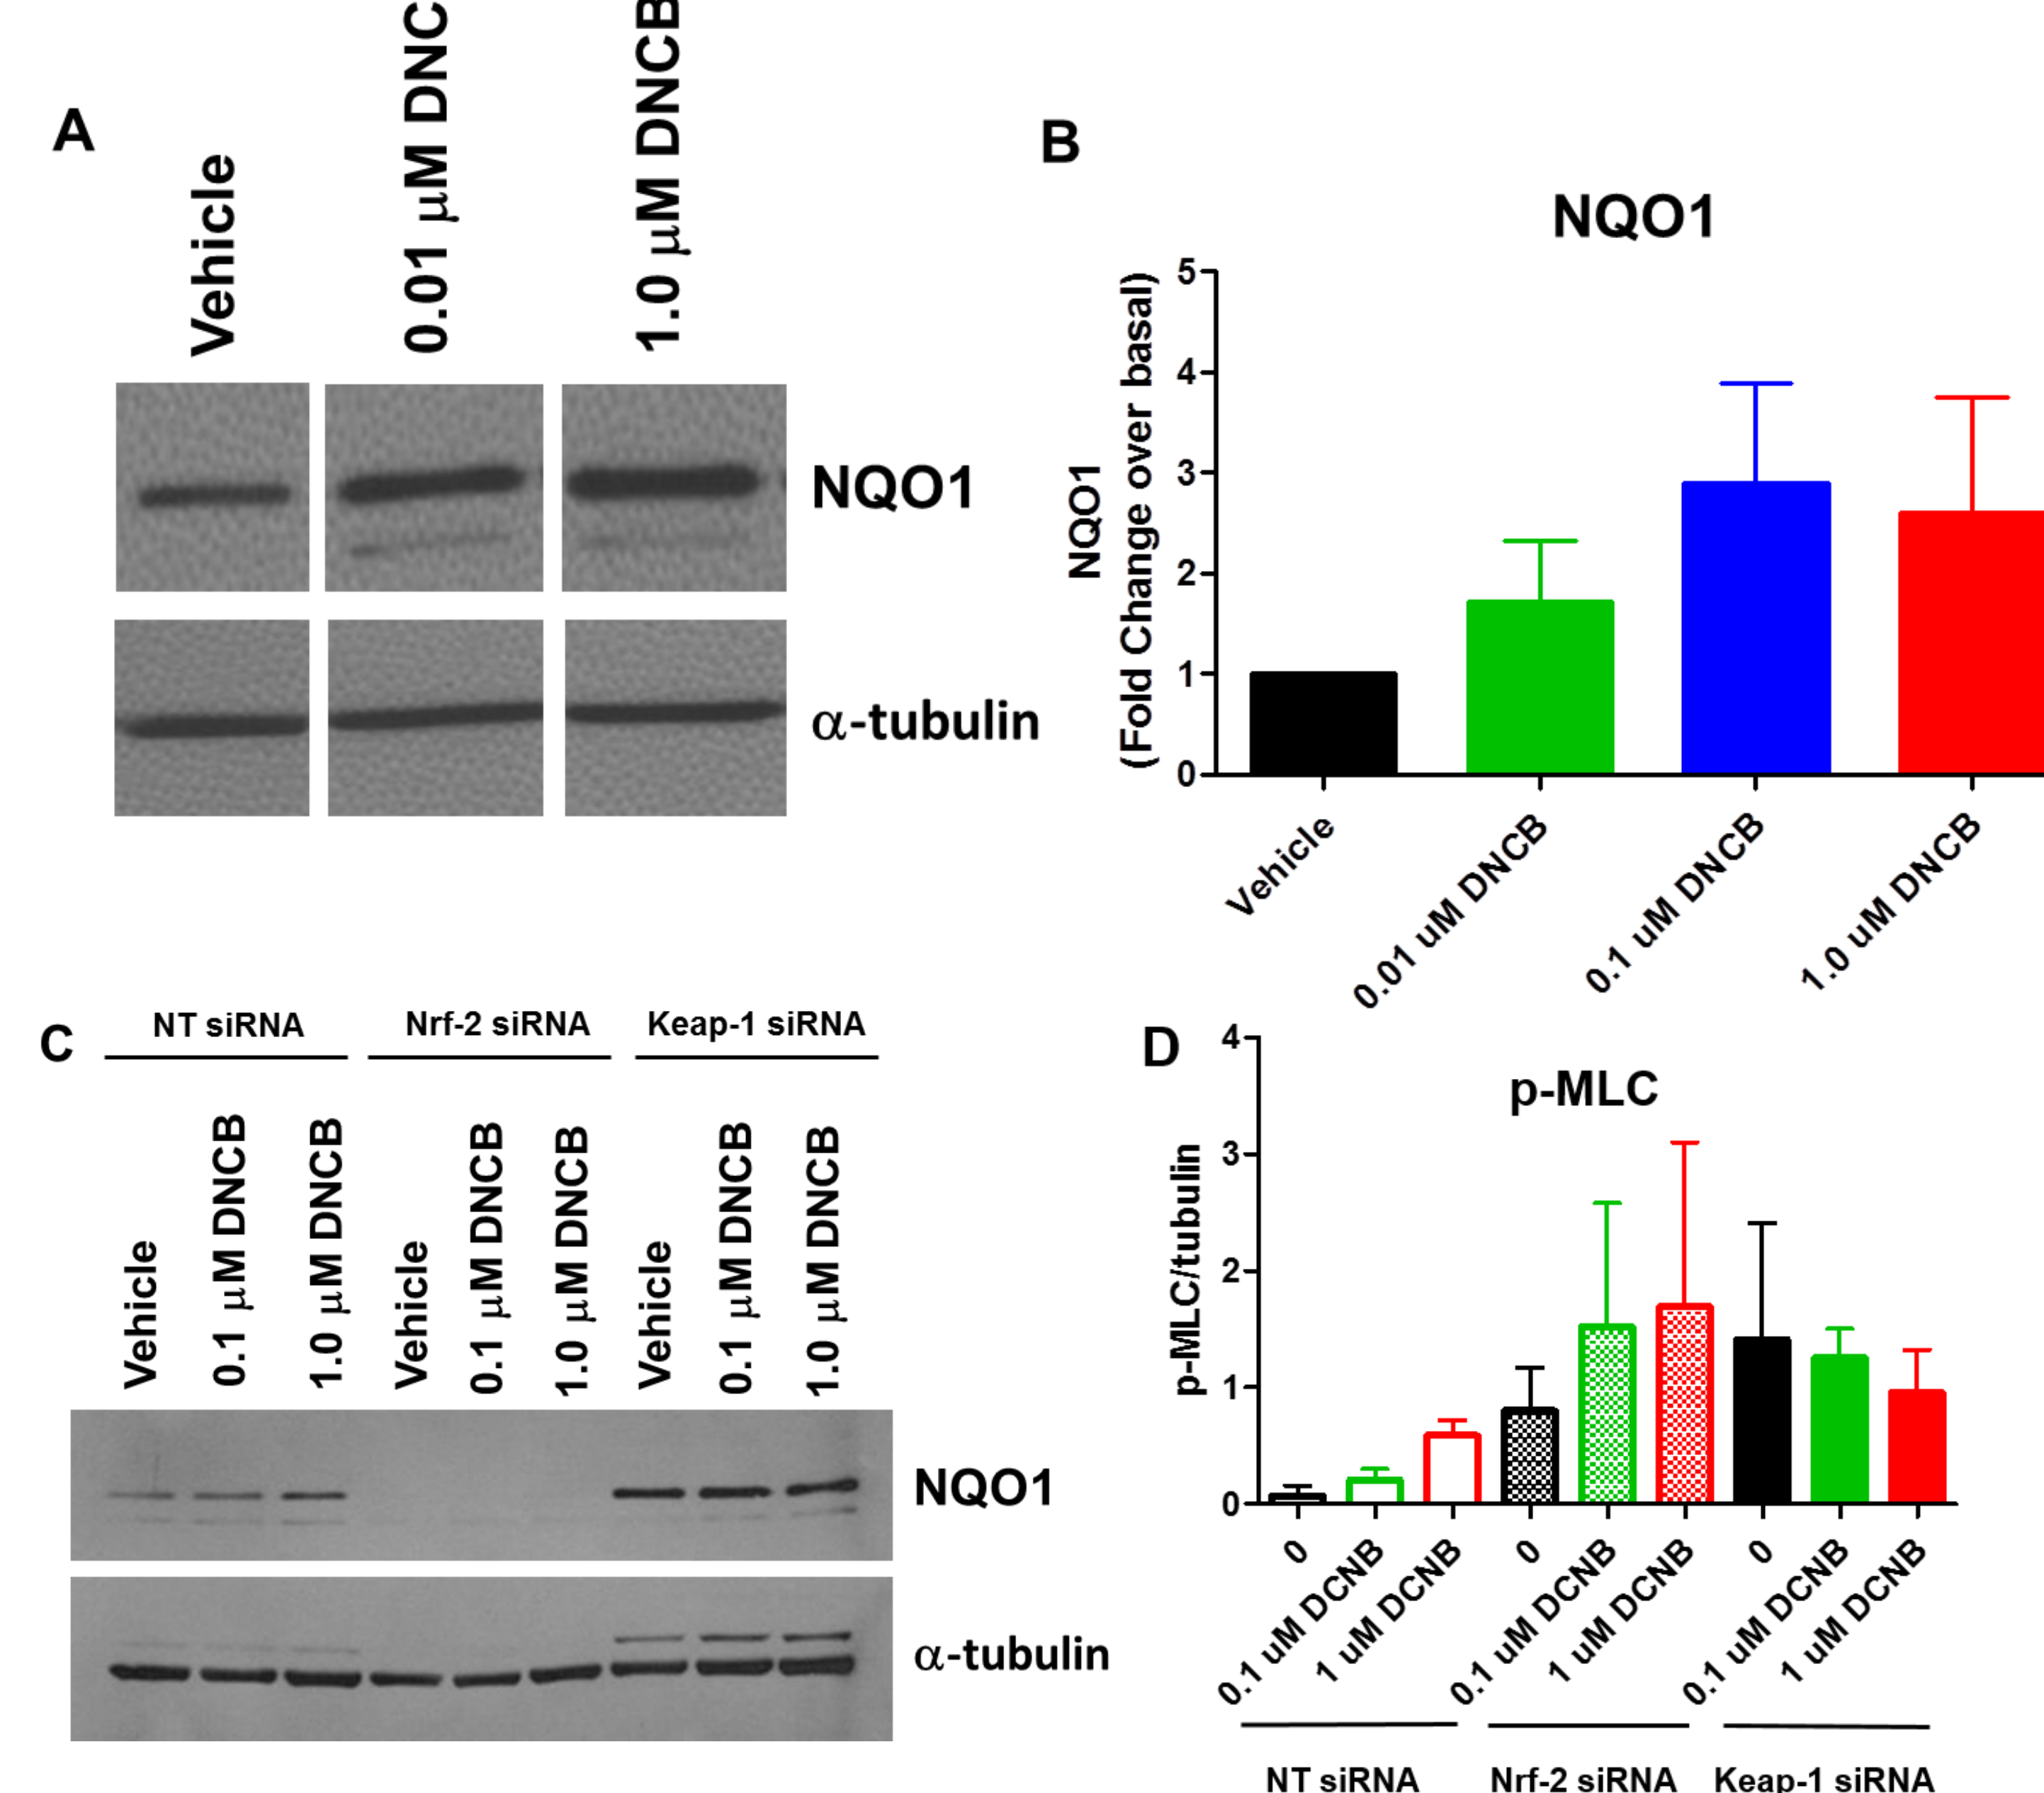 A
Vehicle
0.01 μM DNC
1.0 μM DNCB
NQO1
α-tubulin
B
NQO1
NQO1
(Fold Change over basal)
5
4
3
2
1
0
Vehicle
0.01 uM DNCB
0.1 uM DNCB
1.0 uM DNCB
C
NT siRNA
Nrf-2 siRNA
Keap-1 siRNA
Vehicle
0.1 μM DNCB
1.0 μM DNCB
Vehicle
0.1 μM DNCB
1.0 μM DNCB
Vehicle
0.1 μM DNCB
1.0 μM DNCB
NQO1
α-tubulin
D
p-MLC
p-MLC/tubulin
4
3
2
1
0
0
0.1 uM DCNB
1 uM DCNB
0
0.1 uM DCNB
1 uM DCNB
0
0.1 uM DCNB
1 uM DCNB
NT siRNA
Nrf-2 siRNA
Keap-1 siRNA